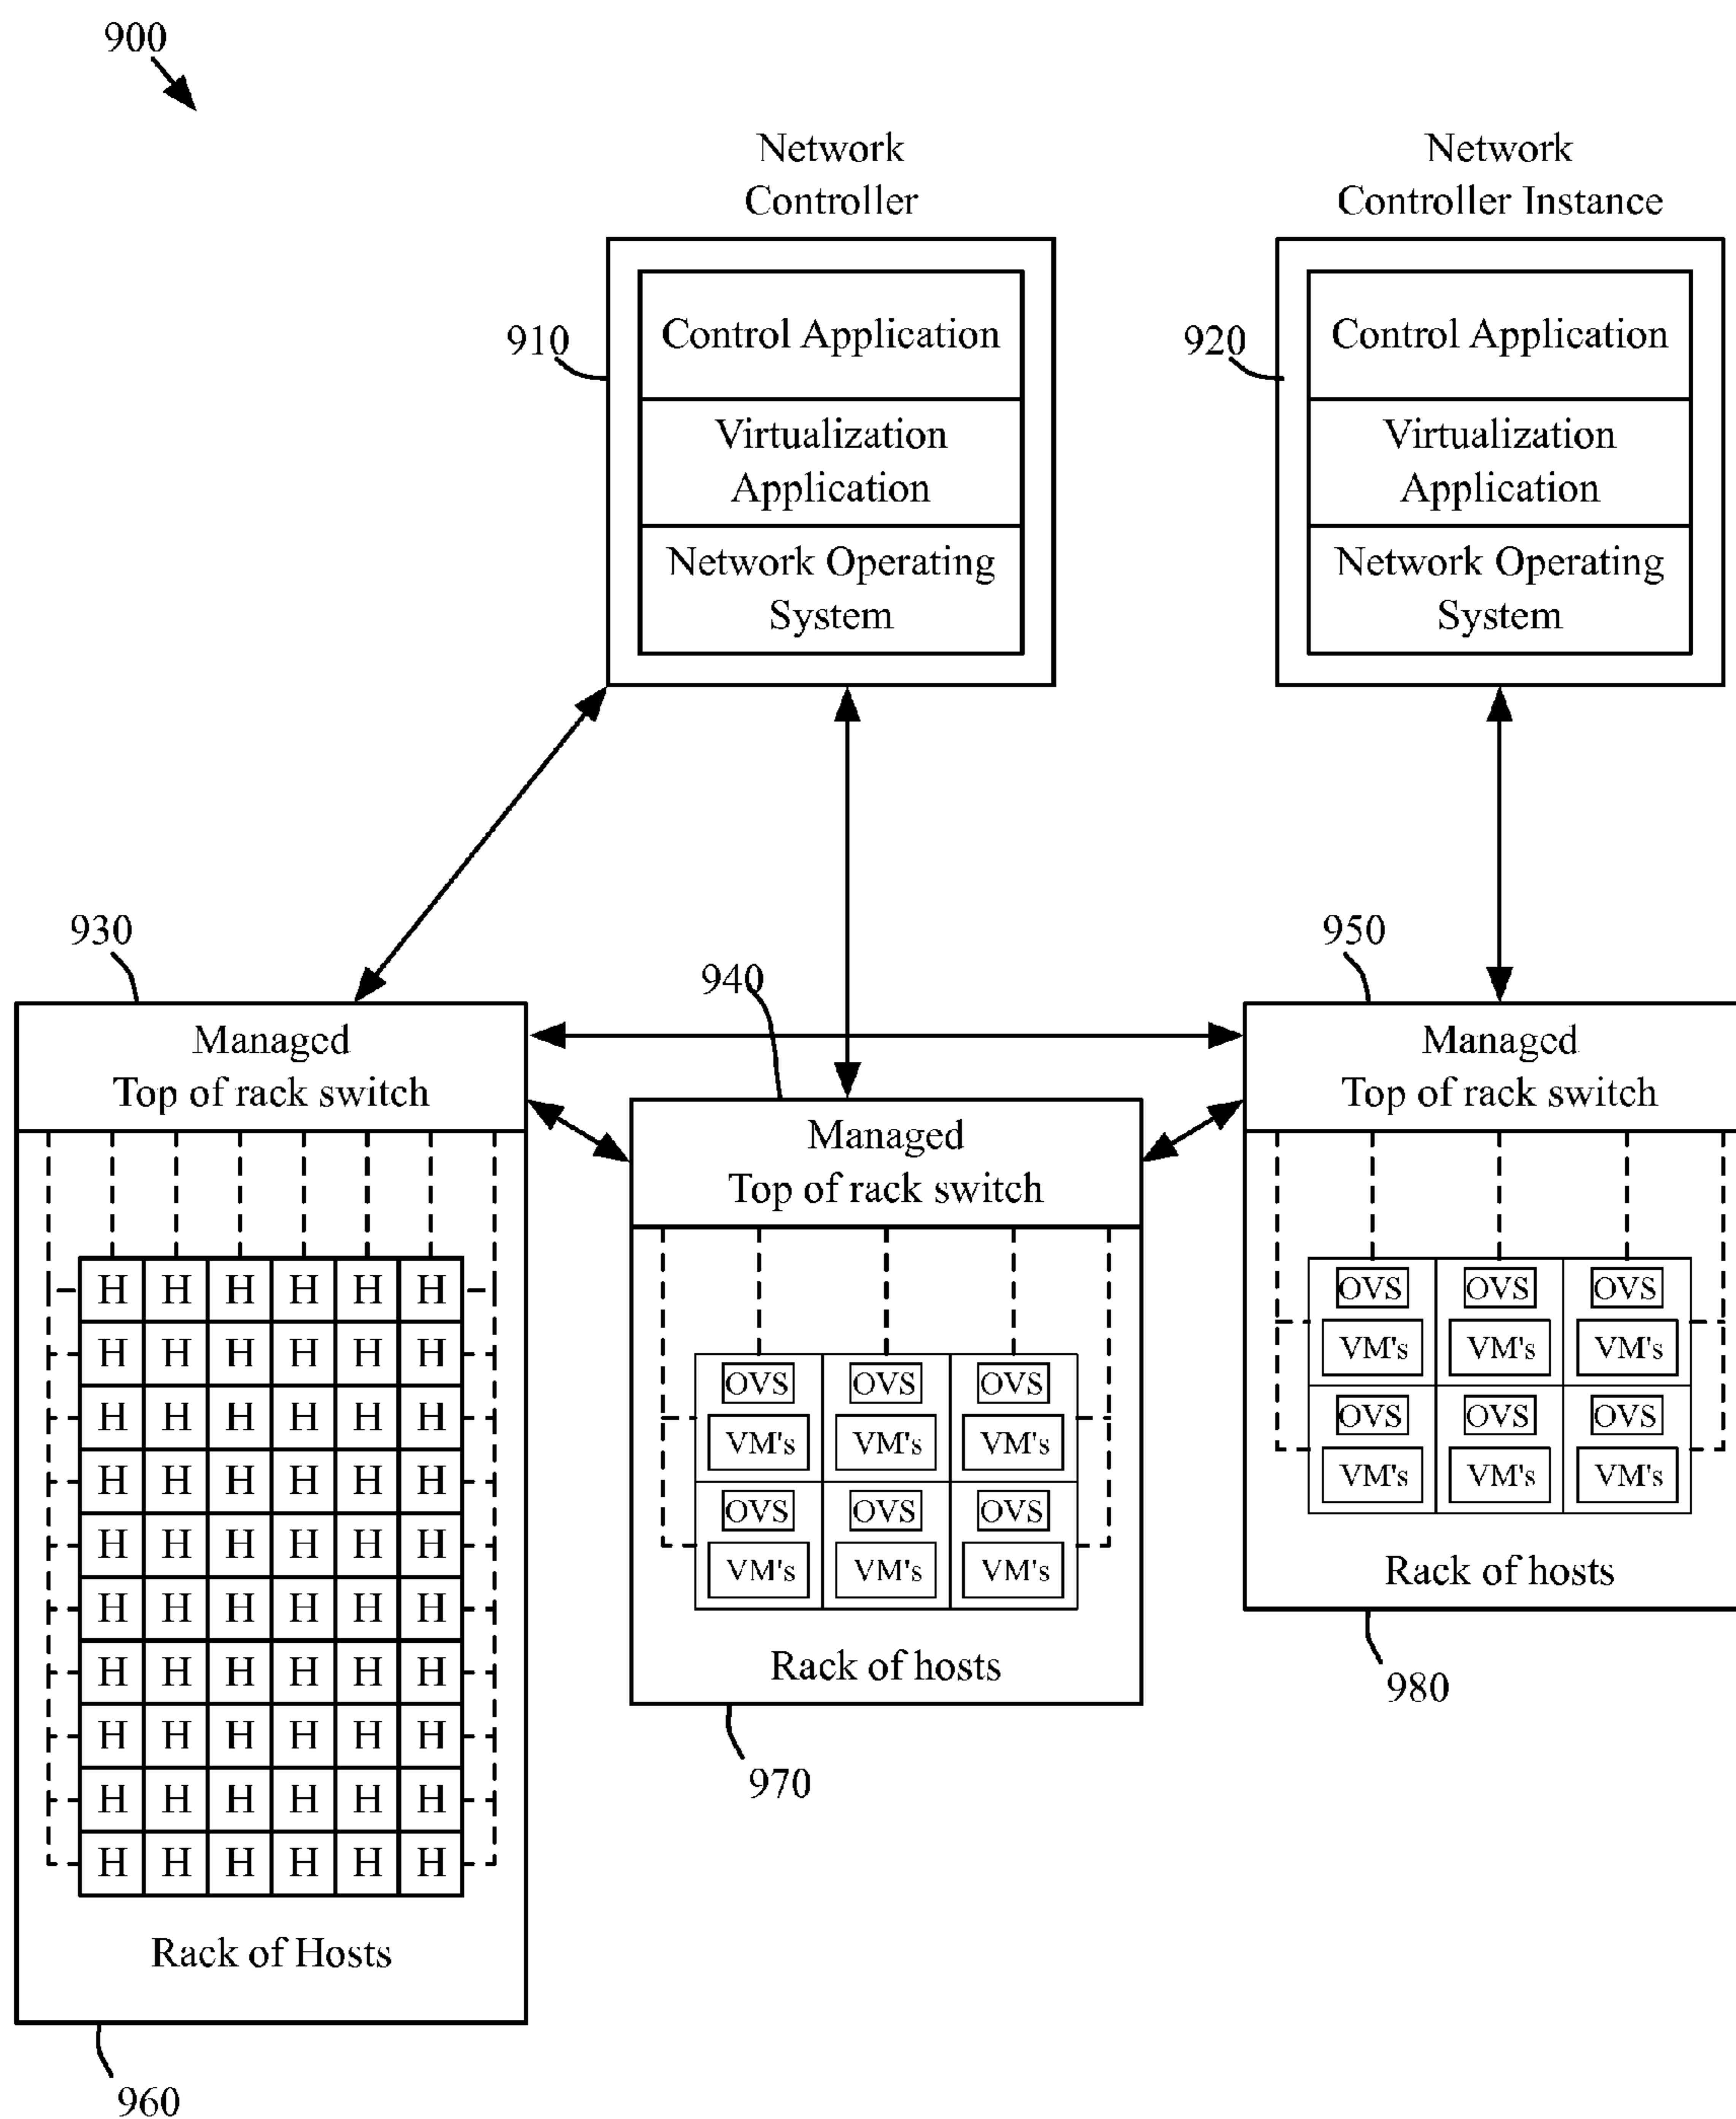 900
Network
Controller
Network
Controller Instance
910
Control Application
Virtualization
Application
Network Operating
System
920
Control Application
Virtualization
Application
Network Operating
System
930
Managed
Top of rack switch
940
Managed
Top of rack switch
950
Managed
Top of rack switch
H H H H H H
H H H H H H
H H H H H H
H H H H H H
H H H H H H
H H H H H H
H H H H H H
H H H H H H
H H H H H H
H H H H H H
Rack of Hosts
960
OVS OVS OVS
VM's VM's VM's
OVS OVS OVS
VM's VM's VM's
Rack of hosts
970
OVS OVS OVS
VM's VM's VM's
OVS OVS OVS
VM's VM's VM's
Rack of hosts
980